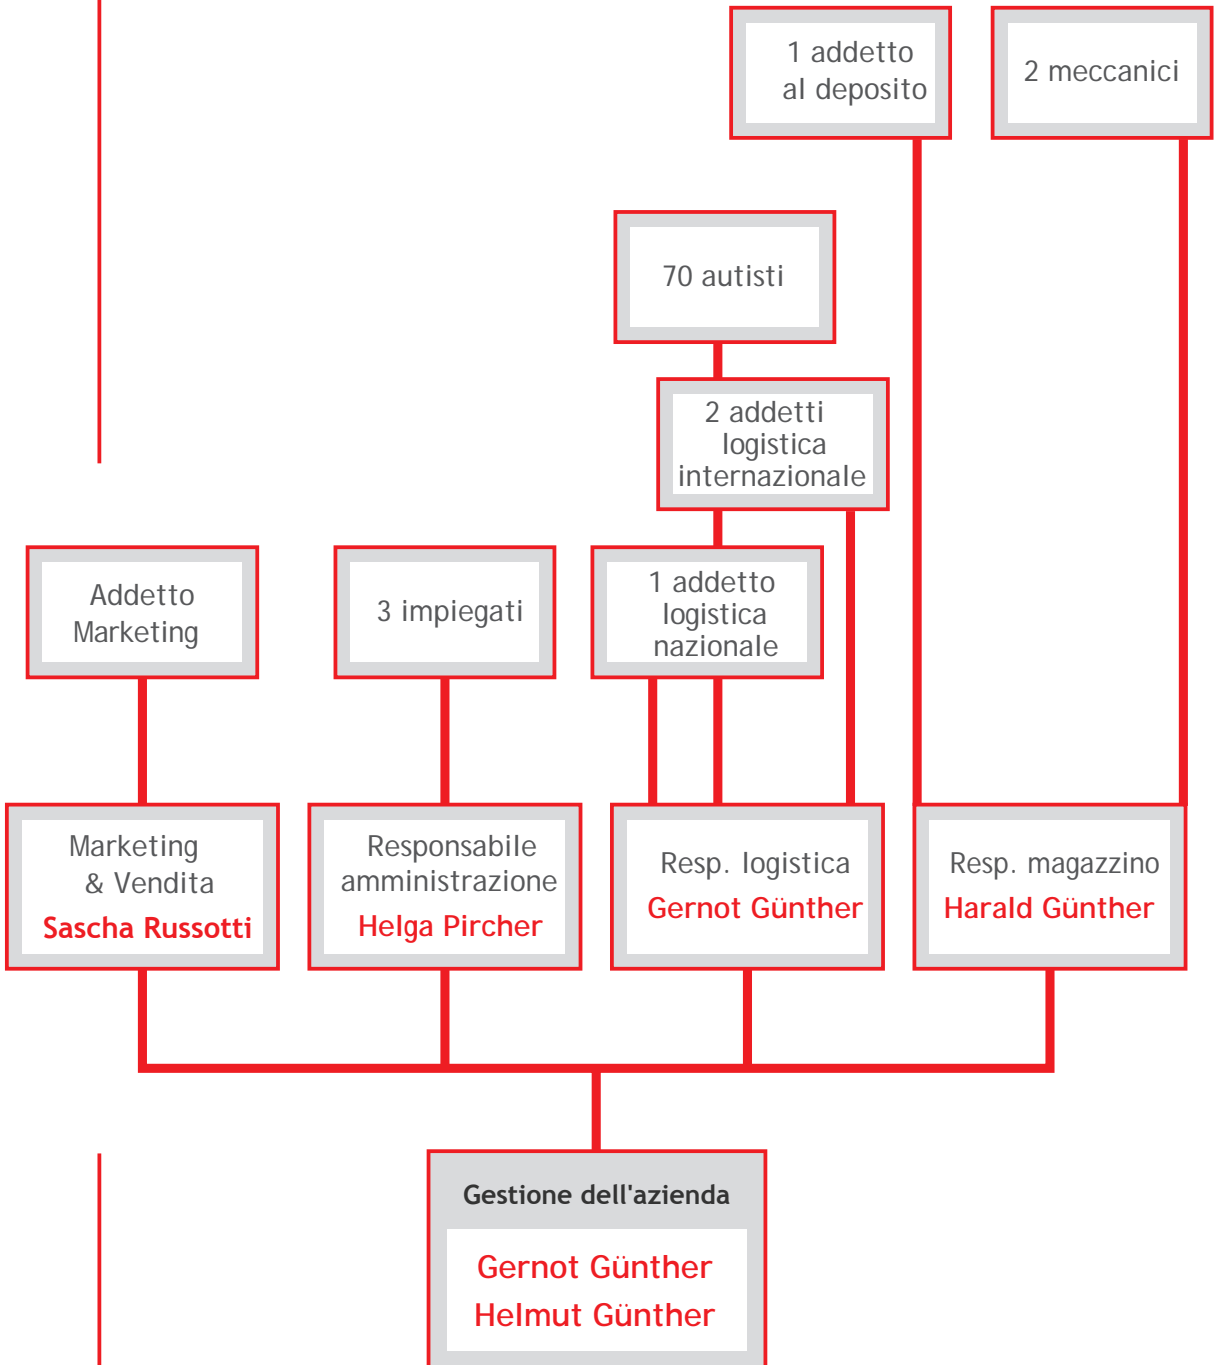 1 addetto
al deposito
2 meccanici
70 autisti
2 addetti
logistica
internazionale
Addetto
Marketing
3 impiegati
1 addetto
logistica
nazionale
Marketing
& Vendita
Sascha Russotti
Responsabile
amministrazione
Helga Pircher
Resp. logistica
Gernot Günther
Resp. magazzino
Harald Günther
Gestione dell'azienda
Gernot Günther
Helmut Günther